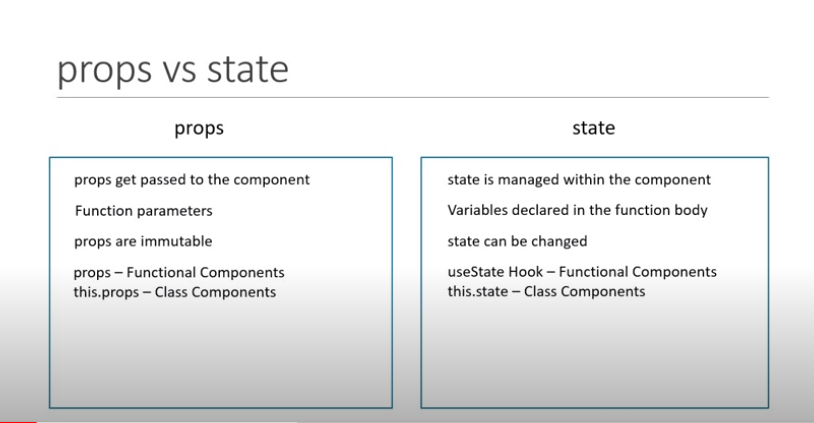 props vs state
props
props get passed to the component
Function parameters
props are immutable
props – Functional Components
this.props – Class Components
state
state is managed within the component
Variables declared in the function body
state can be changed
useState Hook – Functional Components
this.state – Class Components